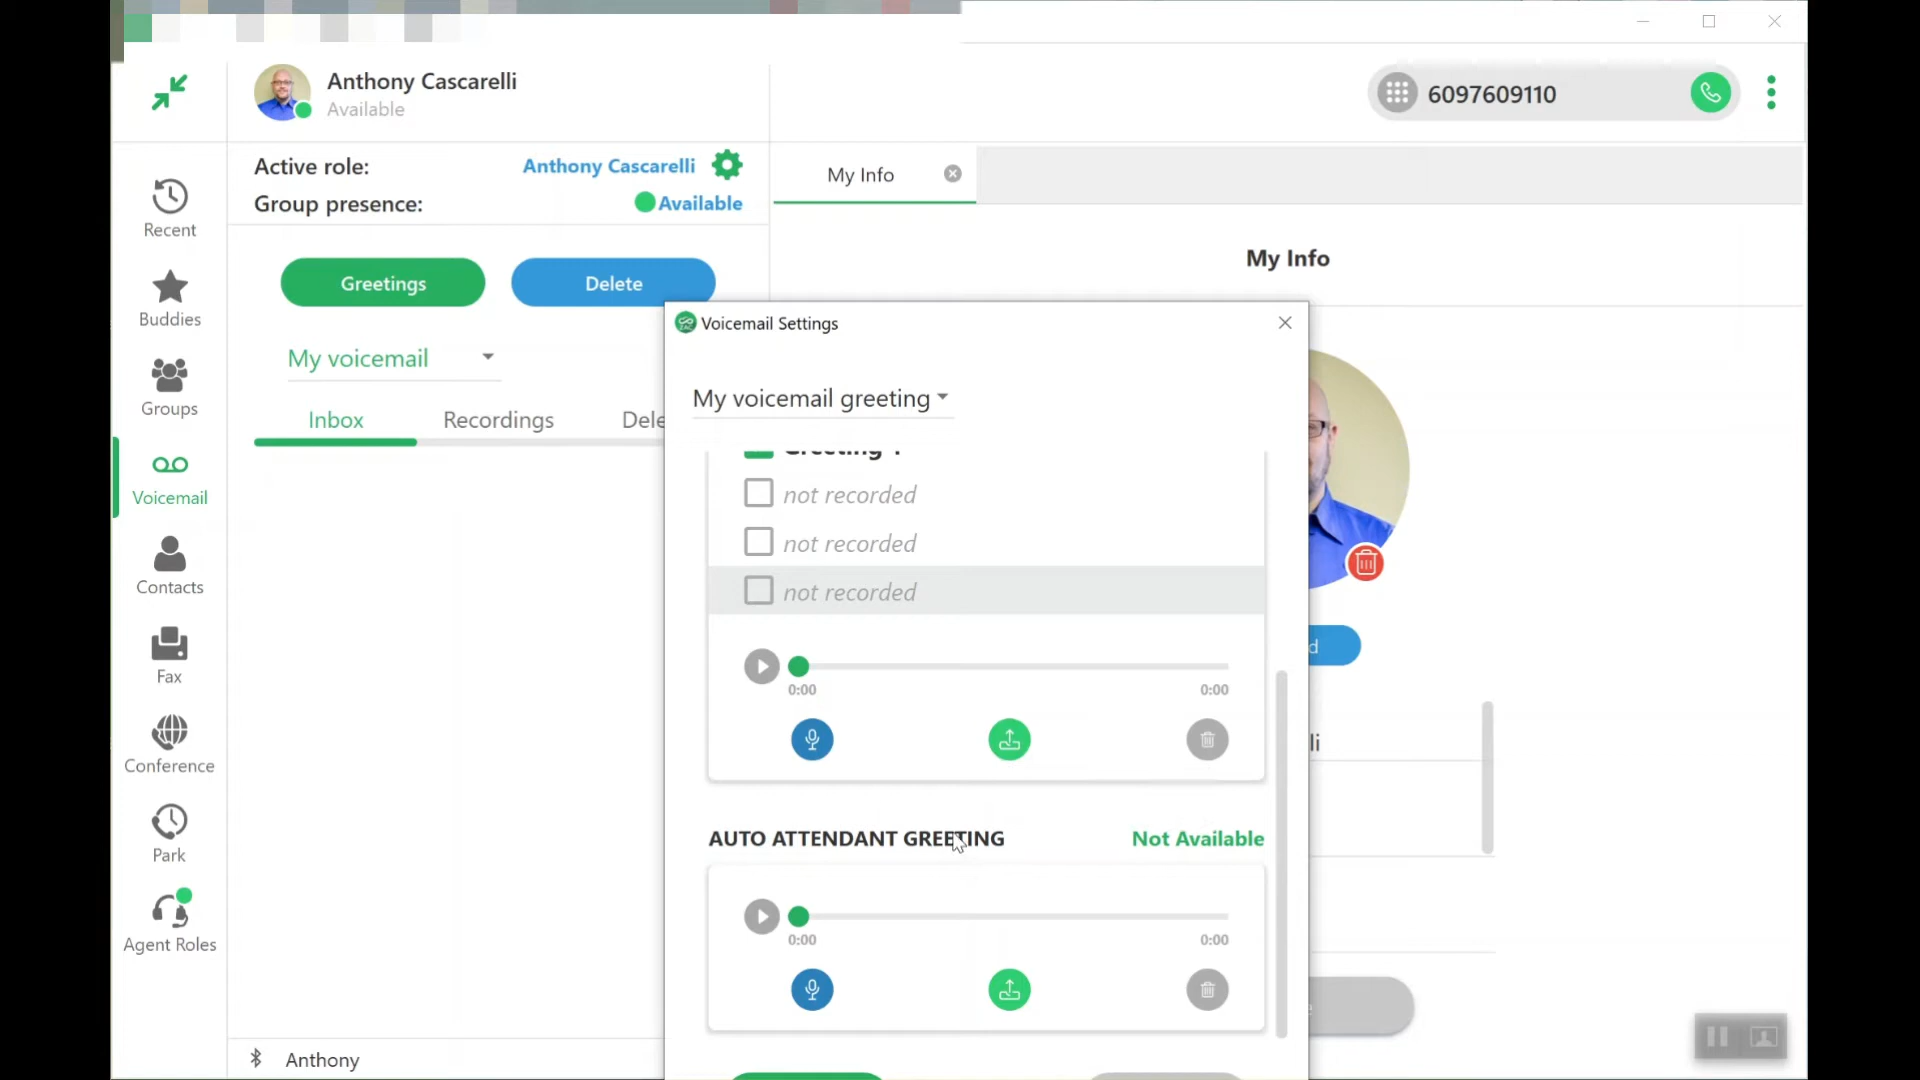 Anthony Cascarelli
Available
6097609110
Active role:
Anthony Cascarelli
Group presence:
Available
My Info
My Info
Recent
Buddies
Groups
Voicemail
Contacts
Fax
Conference
Park
Agent Roles
Greetings
Delete
My voicemail
Inbox
Recordings
Dele
Voicemail Settings
My voicemail greeting
not recorded
not recorded
not recorded
0:00
0:00
AUTO ATTENDANT GREETING
Not Available
0:00
0:00
d
li
Anthony